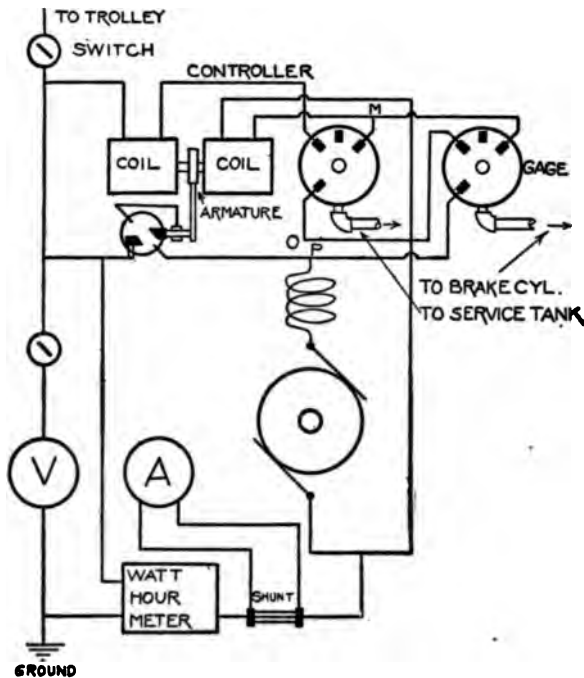 TO TROLLEY
SWITCH
CONTROLLER
M
COIL
COIL
GAGE
ARMATURE
O
P
TO BRAKE CYL.
TO SERVICE TANK
V
A
WATT
HOUR
METER
SHUNT
GROUND